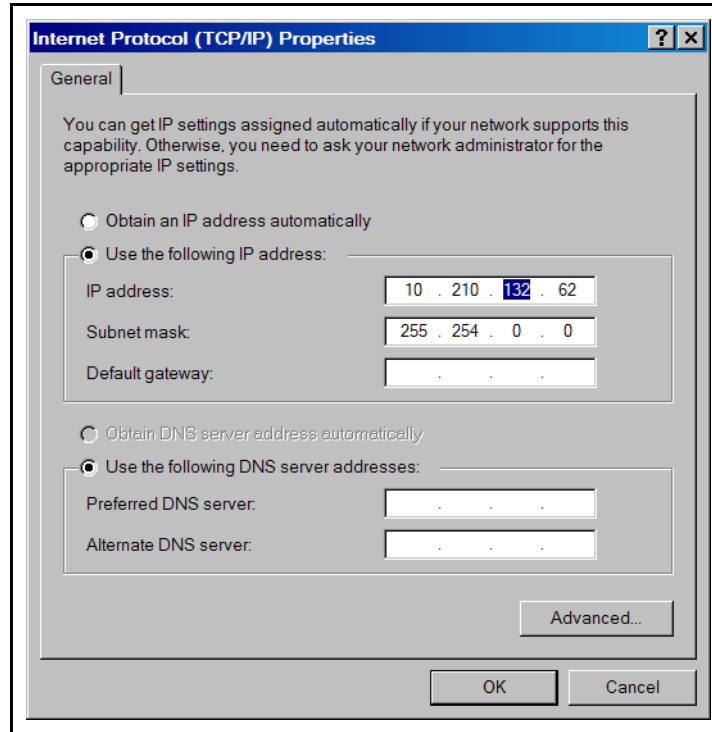 Internet Protocol (TCP/IP) Properties ? ×
General
You can get IP settings assigned automatically if your network supports this
capability. Otherwise, you need to ask your network administrator for the
appropriate IP settings.
Obtain an IP address automatically
Use the following IP address:
IP address: 10 . 210 . 132 . 62
Subnet mask: 255 . 254 . 0 . 0
Default gateway: . . .
Obtain DNS server address automatically
Use the following DNS server addresses:
Preferred DNS server: . . .
Alternate DNS server: . . .
Advanced...
OK Cancel